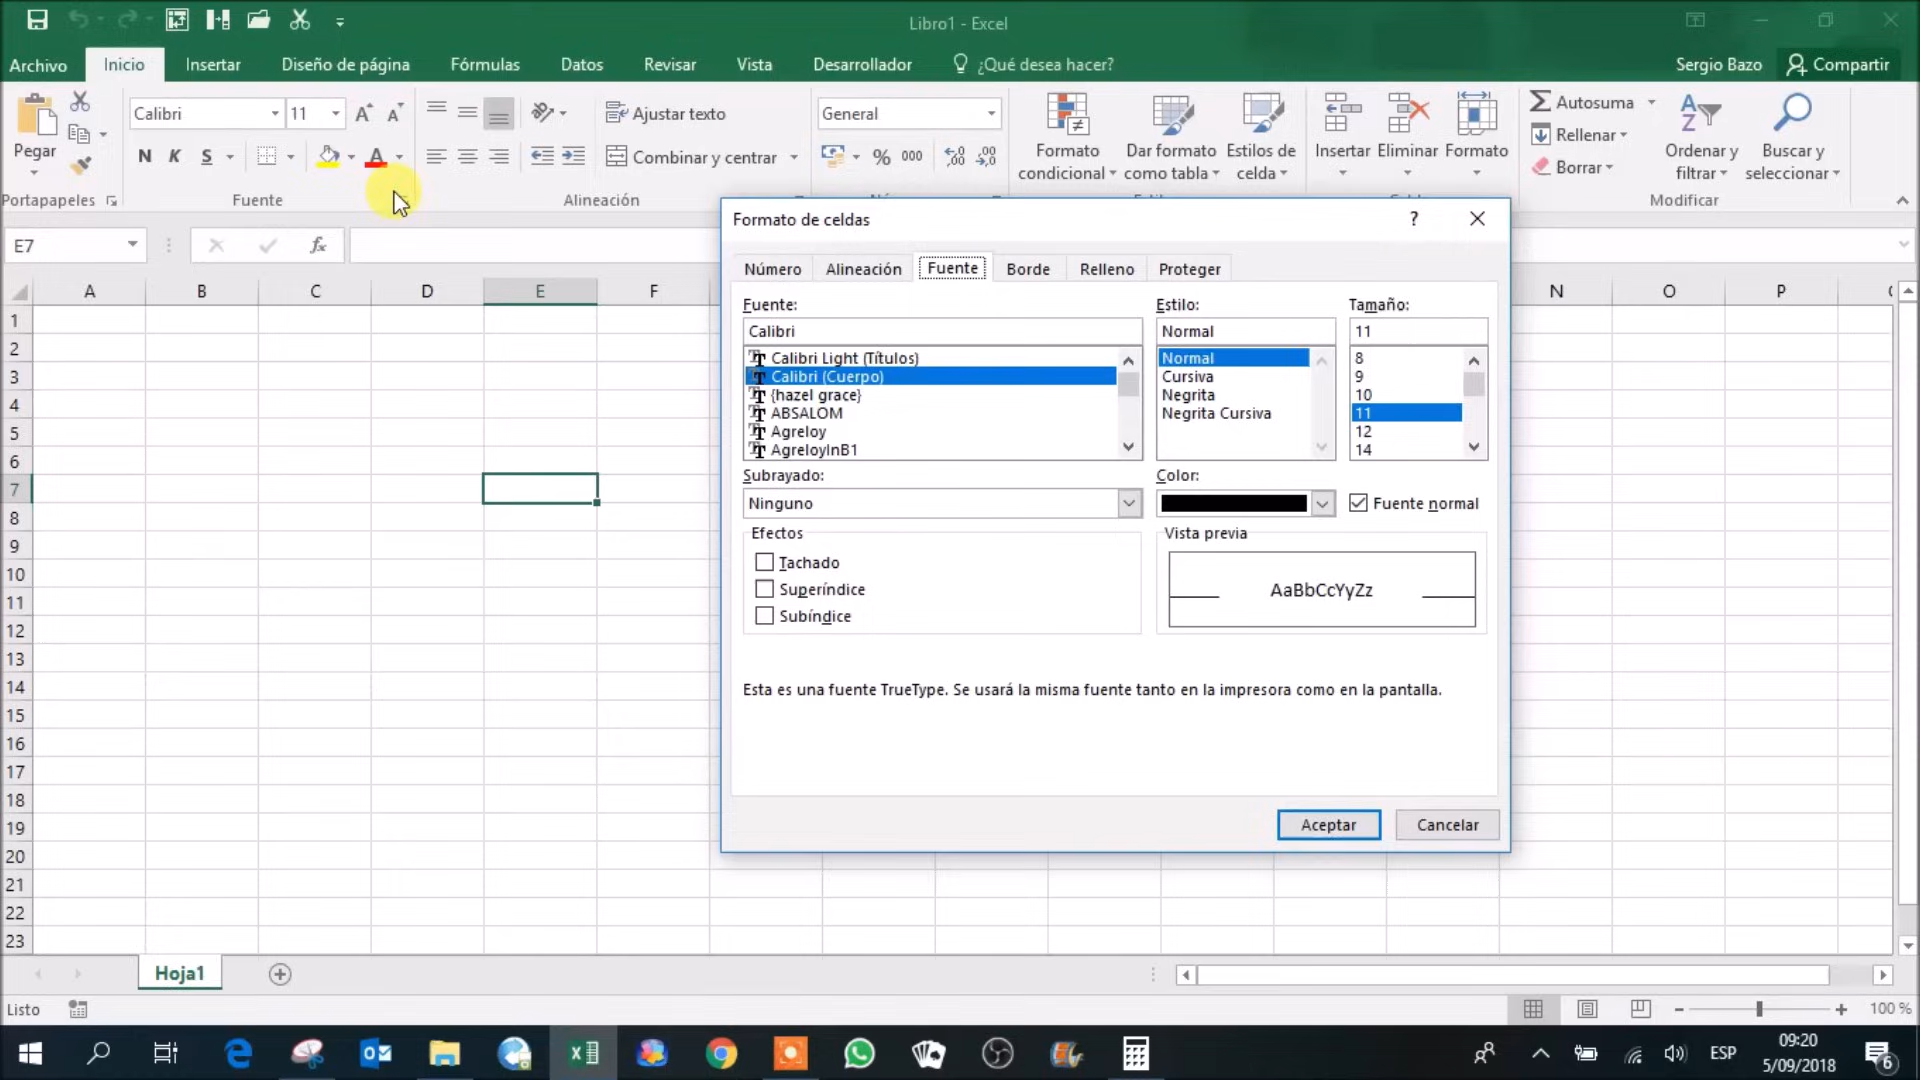 Libro1 - Excel
Archivo Inicio Insertar Diseño de página Fórmulas Datos Revisar Vista Desarrollador ¿Qué desea hacer? Sergio Bazo Compartir
Pegar
Portapapeles
Calibri 11
N K S
Fuente
Ajustar texto
Combinar y centrar
Alineación
General
% 000
Formato condicional
Dar formato como tabla
Estilos de celda
Insertar Eliminar Formato
Autosuma
Rellenar
Borrar
Ordenar y filtrar
Buscar y seleccionar
Modificar
E7
fx
A B C D E F N O P
1
2
3
4
5
6
7
8
9
10
11
12
13
14
15
16
17
18
19
20
21
22
23
Formato de celdas ?
Número Alineación Fuente Borde Relleno Proteger
Fuente: Estilo: Tamaño:
Calibri Normal 11
Calibri Light (Títulos) Normal 8
Calibri (Cuerpo) Cursiva 9
{hazel grace} Negrita 10
ABSALOM Negrita Cursiva 11
Agreloy 12
AgreloyInB1 14
Subrayado: Color:
Ninguno Fuente normal
Efectos Vista previa
Tachado
Superíndice AaBbCcYyZz
Subíndice
Esta es una fuente TrueType. Se usará la misma fuente tanto en la impresora como en la pantalla.
Aceptar Cancelar
Hoja1
Listo 100 %
ESP 09:20
5/09/2018 6